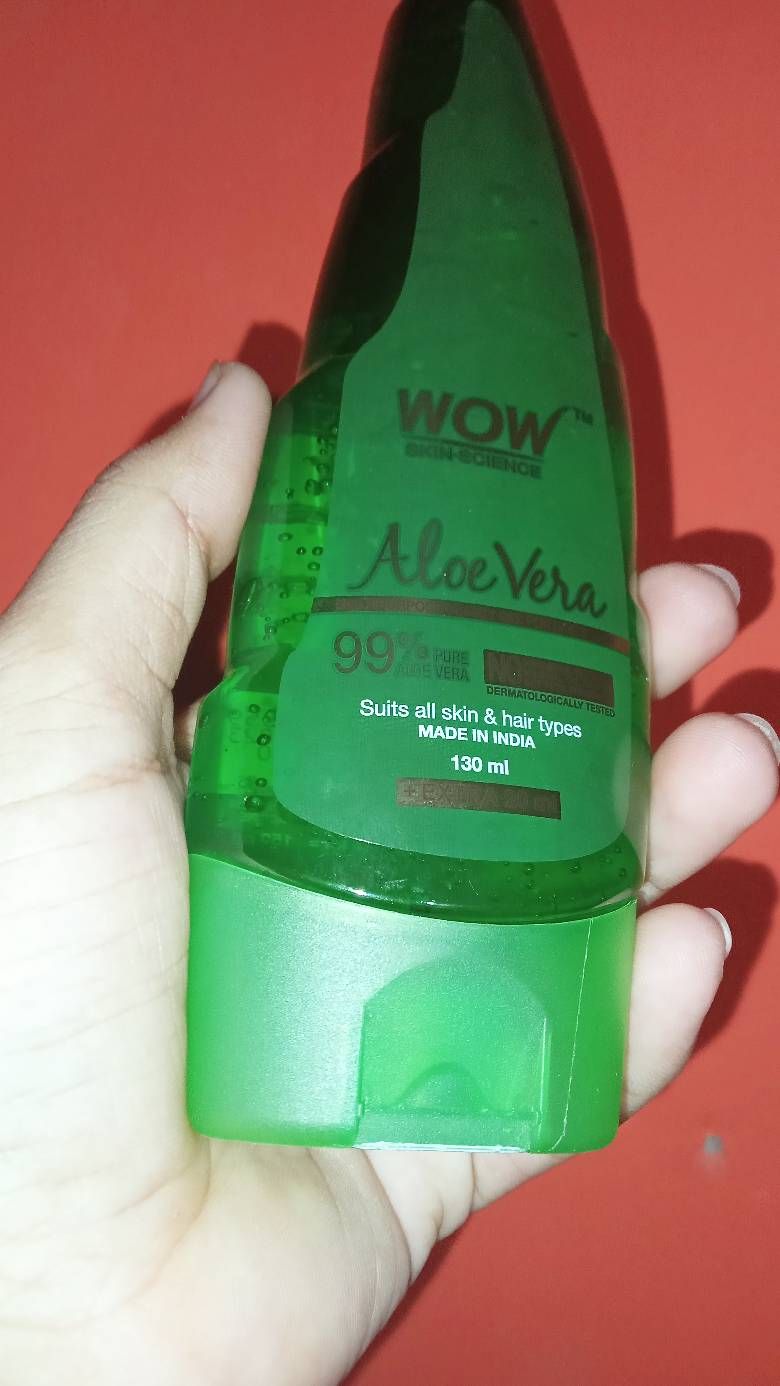 WOW™
SKIN SCIENCE
Aloe Vera
99% PURE
ALOE VERA
DERMATOLOGICALLY TESTED
Suits all skin & hair types
MADE IN INDIA
130 ml